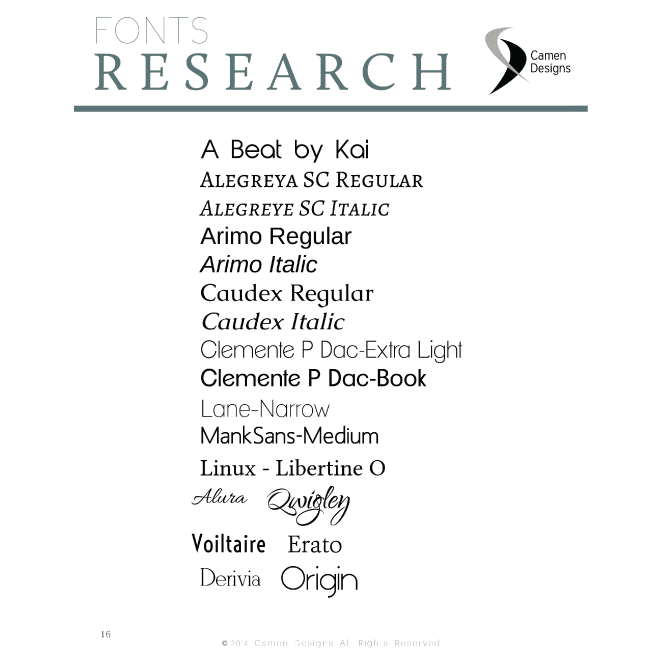 FONTS
RESEARCH
Camen
Designs
A Beat by Kai
Alegreya SC Regular
Alegreye SC Italic
Arimo Regular
Arimo Italic
Caudex Regular
Caudex Italic
Clemente P Dac-Extra Light
Clemente P Dac-Book
Lane-Narrow
MankSans-Medium
Linux - Libertine O
Alura Qwigley
Voiltaire Erato
Derivia Origin
16
© 2014 Camen Designs All Rights Reserved